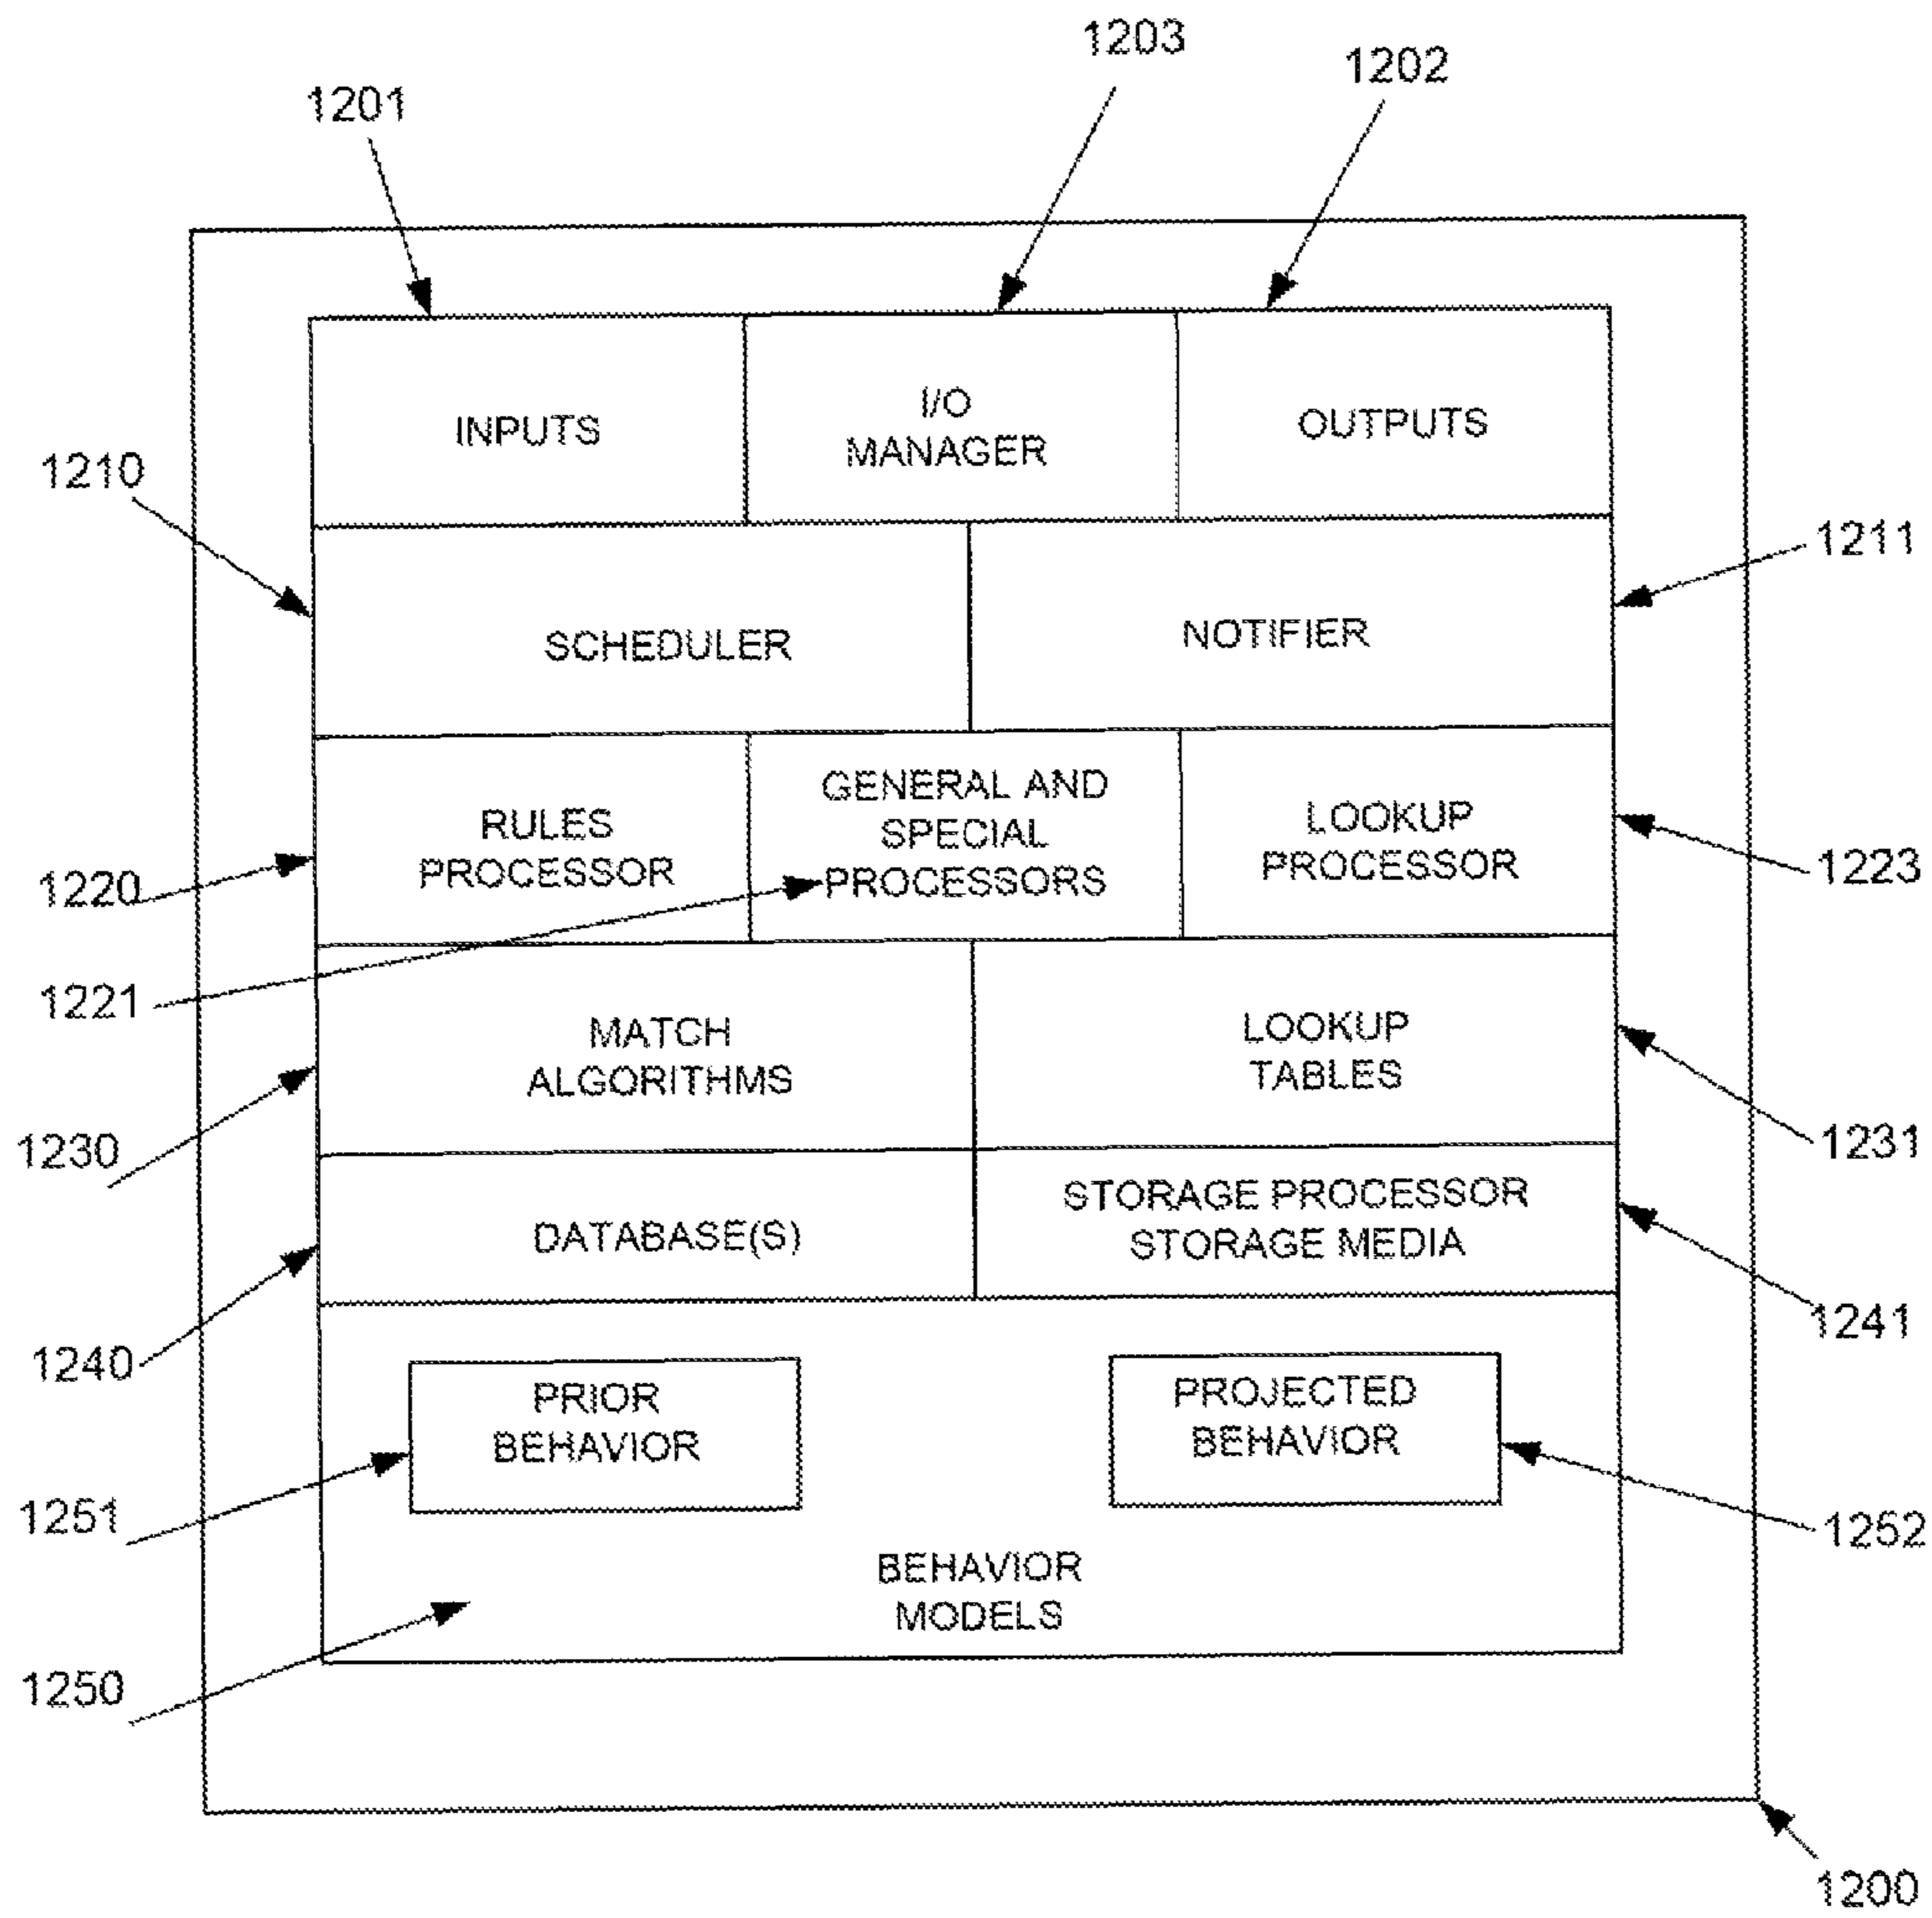 1203
1202
1201
INPUTS
I/O
MANAGER
OUTPUTS
1210
1211
SCHEDULER
NOTIFIER
RULES
PROCESSOR
GENERAL AND
SPECIAL
PROCESSORS
LOOKUP
PROCESSOR
1220
1223
1221
MATCH
ALGORITHMS
LOOKUP
TABLES
1230
1231
DATABASE(S)
STORAGE PROCESSOR
STORAGE MEDIA
1240
1241
PRIOR
BEHAVIOR
PROJECTED
BEHAVIOR
1251
1252
BEHAVIOR
MODELS
1250
1200